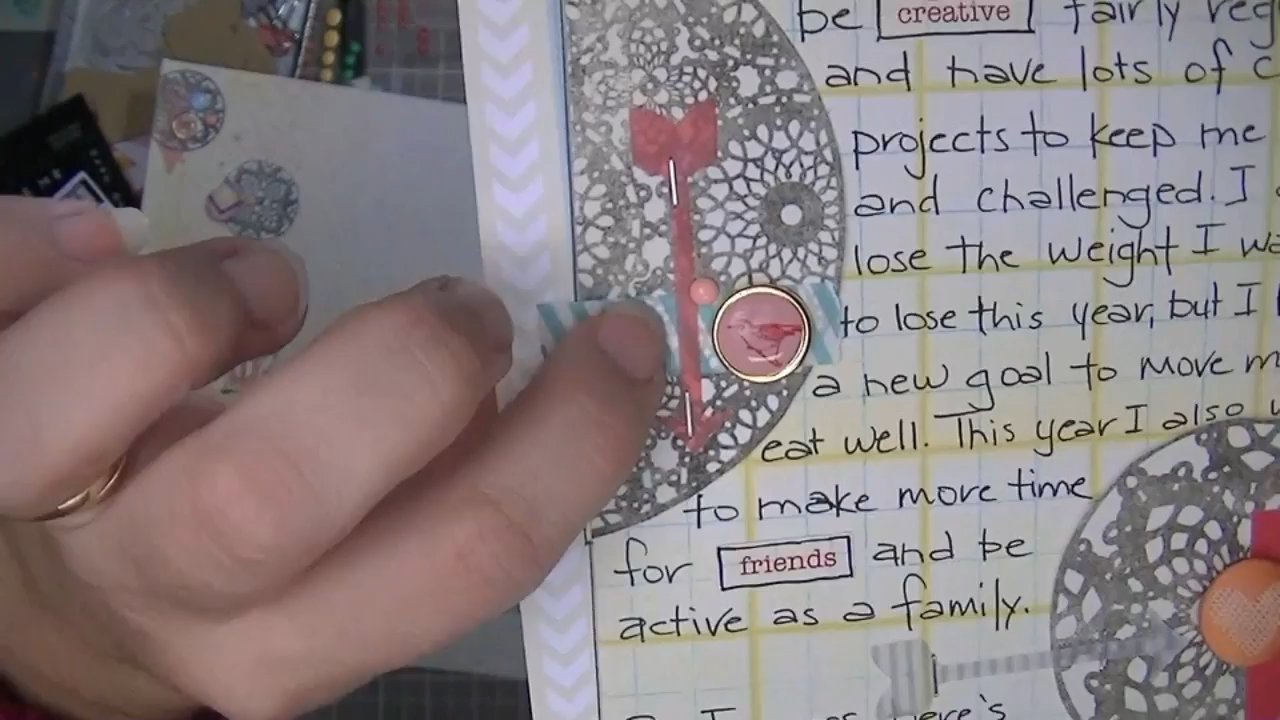 be creative fairly
and have lots of
projects to keep me
and challenged. I
lose the weight I
to lose this year, but I
a new goal to move
eat well. This year I also
to make more time
for friends and be
active as a family.